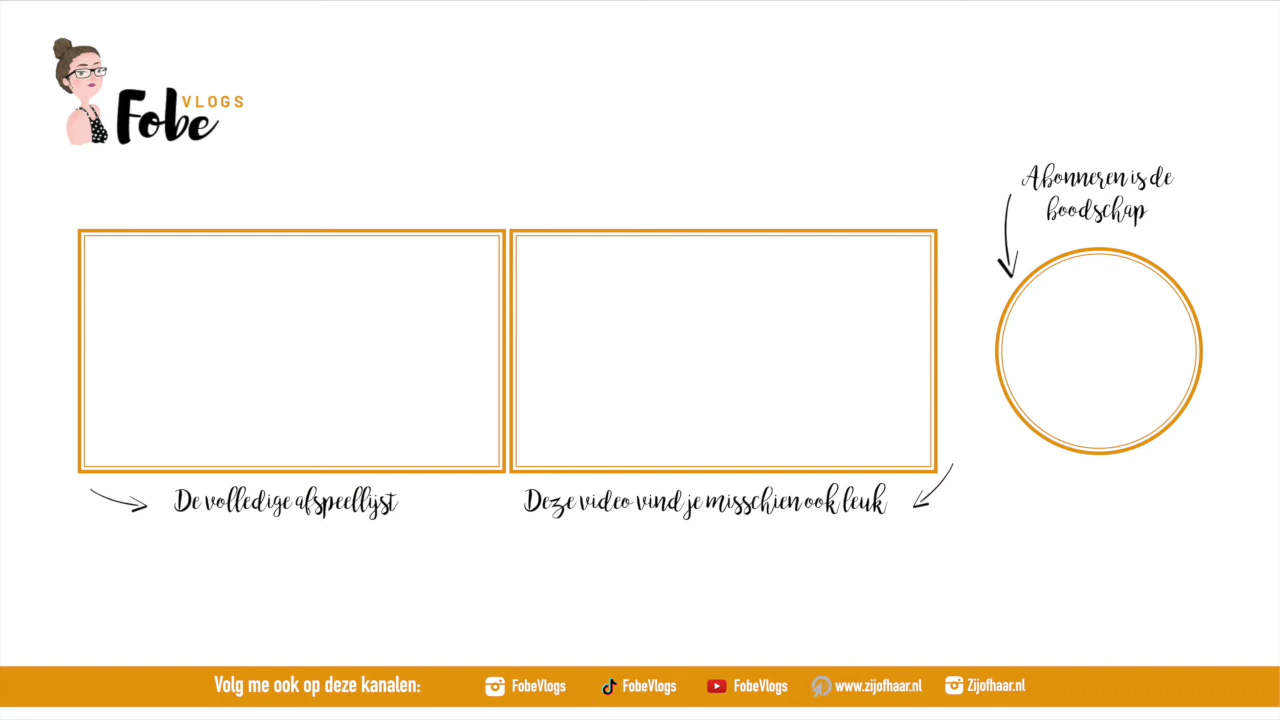 VLOGS
Fobe
Abonneren is de
boodschap
De volledige afspeellijst
Deze video vind je misschien ook leuk
Volg me ook op deze kanalen:
FobeVlogs
FobeVlogs
FobeVlogs
www.zijofhaar.nl
Zijofhaar.nl